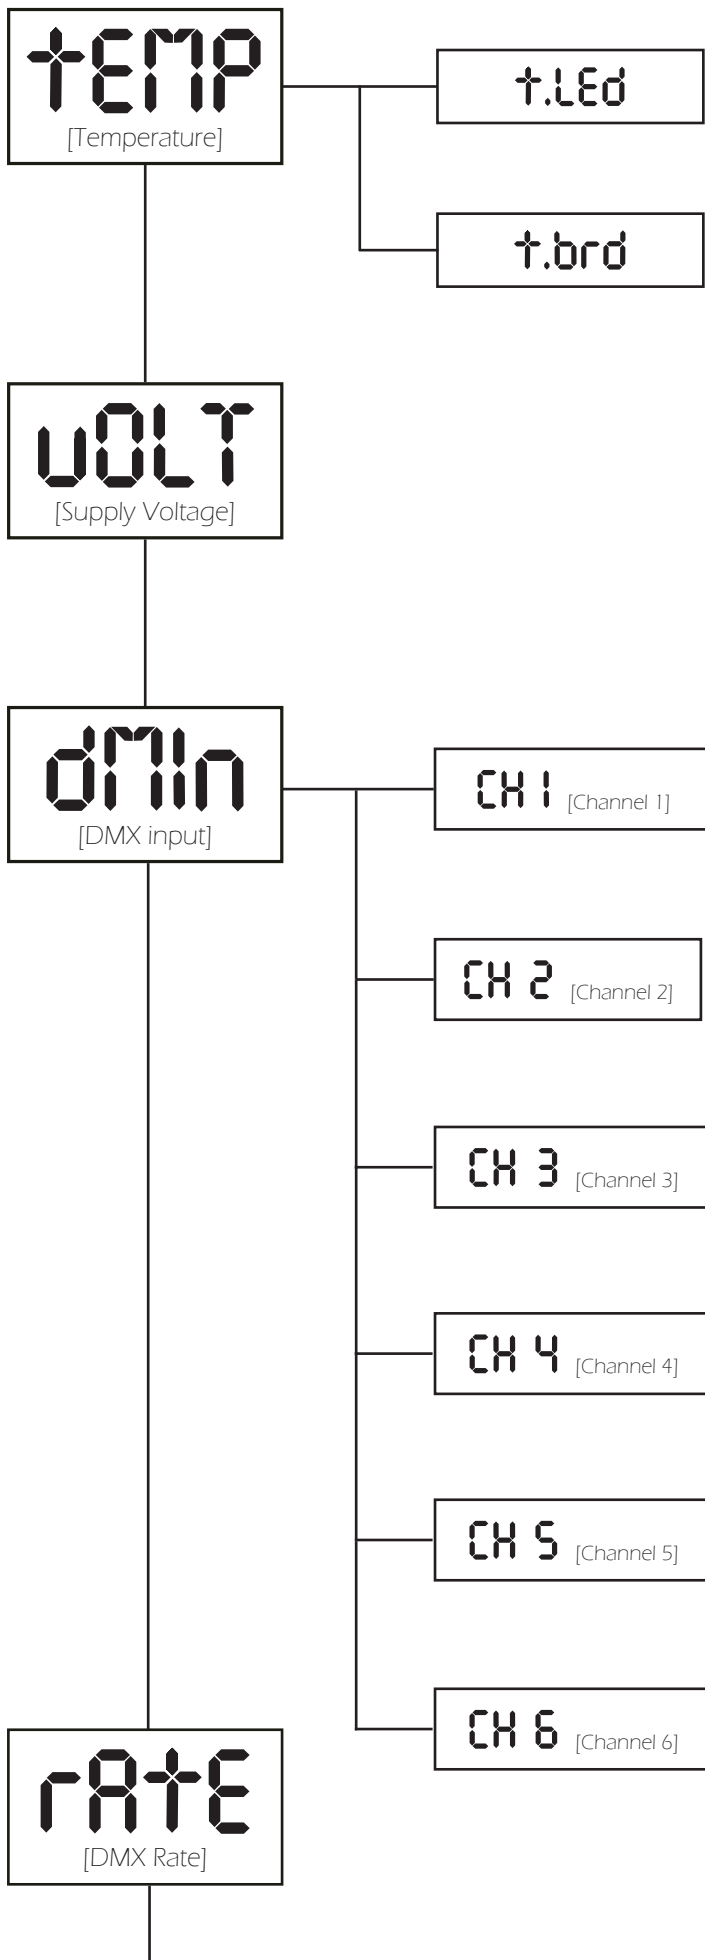 tEMP
[Temperature]
t.LEd
t.brd
vOLT
[Supply Voltage]
dMIn
[DMX input]
CH 1 [Channel 1]
CH 2 [Channel 2]
CH 3 [Channel 3]
CH 4 [Channel 4]
CH 5 [Channel 5]
CH 6 [Channel 6]
rAtE
[DMX Rate]